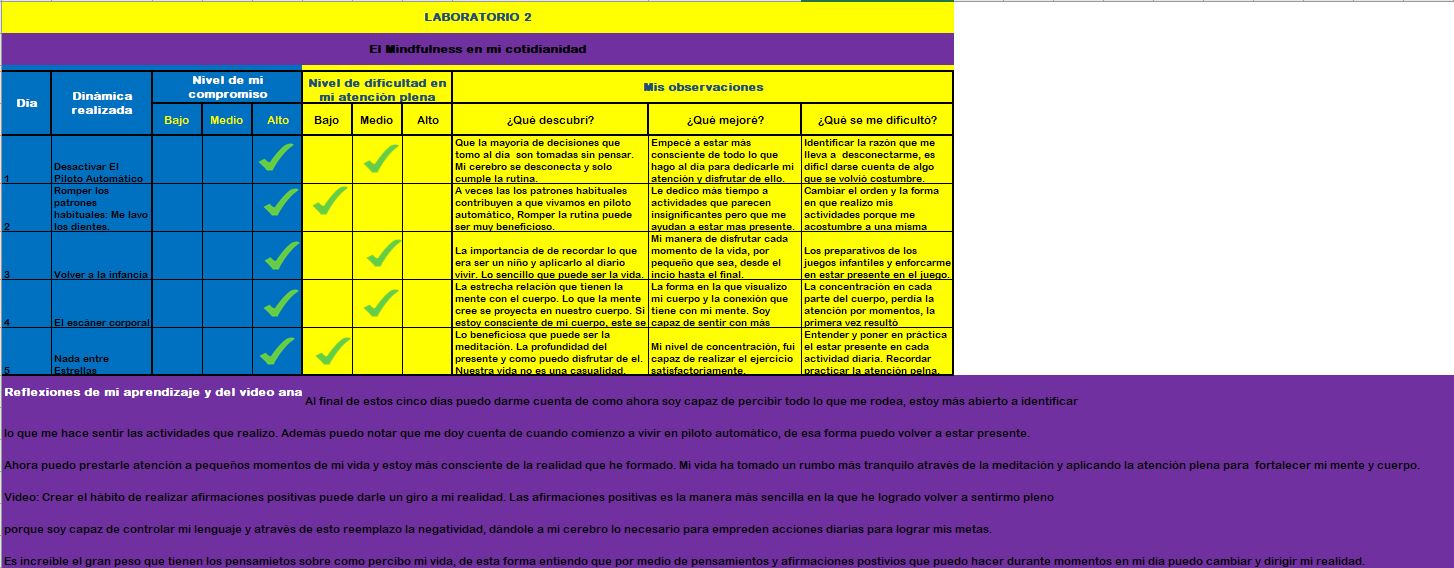 LABORATORIO 2
El Mindfulness en mi cotidianidad
Día
Dinámica
realizada
Nivel de mi
compromiso
Nivel de dificultad en
mi atención plena
Mis observaciones
Bajo
Medio
Alto
Bajo
Medio
Alto
¿Qué descubrí?
¿Qué mejoré?
¿Qué se me dificultó?
1
Desactivar El
Piloto Automático
Que la mayoría de decisiones que
tomo al día son tomadas sin pensar.
Mi cerebro se desconecta y solo
cumple la rutina.
Empecé a estar más
consciente de todo lo que
hago al día para dedicarle mi
atención y disfrutar de ello.
Identificar la razón que me
lleva a desconectarme, es
difícl darse cuenta de algo
que se volvió costumbre.
2
Romper los
patrones
habituales: Me lavo
los dientes.
A veces las los patrones habituales
contribuyen a que vivamos en piloto
automático, Romper la rutina puede
ser muy beneficioso.
Le dedico más tiempo a
actividades que parecen
insignificantes pero que me
ayudan a estar mas presente.
Cambiar el orden y la forma
en que realizo mis
actividades porque me
acostumbre a una misma
3
Volver a la infancia
La importancia de de recordar lo que
era ser un niño y aplicarlo al diario
vivir. Lo sencillo que puede ser la vida.
Mi manera de disfrutar cada
momento de la vida, por
pequeño que sea, desde el
incio hasta el final.
Los preparativos de los
juegos infantiles y enforcarme
en estar presente en el juego.
4
El escáner corporal
La estrecha relación que tienen la
mente con el cuerpo. Lo que la mente
cree se proyecta en nuestro cuerpo. Si
estoy consciente de mi cuerpo, este se
La forma en la que visualizo
mi cuerpo y la conexión que
tiene con mi mente. Soy
capaz de sentir con más
La concentración en cada
parte del cuerpo, perdía la
atención por momentos, la
primera vez resultó
5
Nada entre
Estrellas
Lo beneficiosa que puede ser la
meditación. La profundidad del
presente y como puedo disfrutar de el.
Nuestra vida no es una casualidad.
Mi nivel de concentración, fui
capaz de realizar el ejercicio
satisfactoriamente.
Entender y poner en práctica
el estar presente en cada
actividad diaria. Recordar
practicar la atención pelna.
Reflexiones de mi aprendizaje y del video ana
Al final de estos cinco días puedo darme cuenta de como ahora soy capaz de percibir todo lo que me rodea, estoy más abierto a identificar
lo que me hace sentir las actividades que realizo. Además puedo notar que me doy cuenta de cuando comienzo a vivir en piloto automático, de esa forma puedo volver a estar presente.
Ahora puedo prestarle atención a pequeños momentos de mi vida y estoy más consciente de la realidad que he formado. Mi vida ha tomado un rumbo más tranquilo através de la meditación y aplicando la atención plena para fortalecer mi mente y cuerpo.
Video: Crear el hábito de realizar afirmaciones positivas puede darle un giro a mi realidad. Las afirmaciones positivas es la manera más sencilla en la que he logrado volver a sentirmo pleno
porque soy capaz de controlar mi lenguaje y através de esto reemplazo la negatividad, dándole a mi cerebro lo necesario para empreden acciones diarias para lograr mis metas.
Es increíble el gran peso que tienen los pensamietos sobre como percibo mi vida, de esta forma entiendo que por medio de pensamientos y afirmaciones postivios que puedo hacer durante momentos en mi día puedo cambiar y dirigir mi realidad.